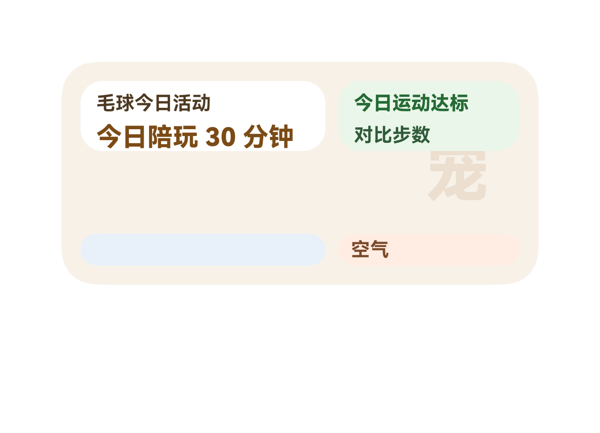 毛球今日活动
今日陪玩 30 分钟
今日运动达标
对比步数
宠
空气